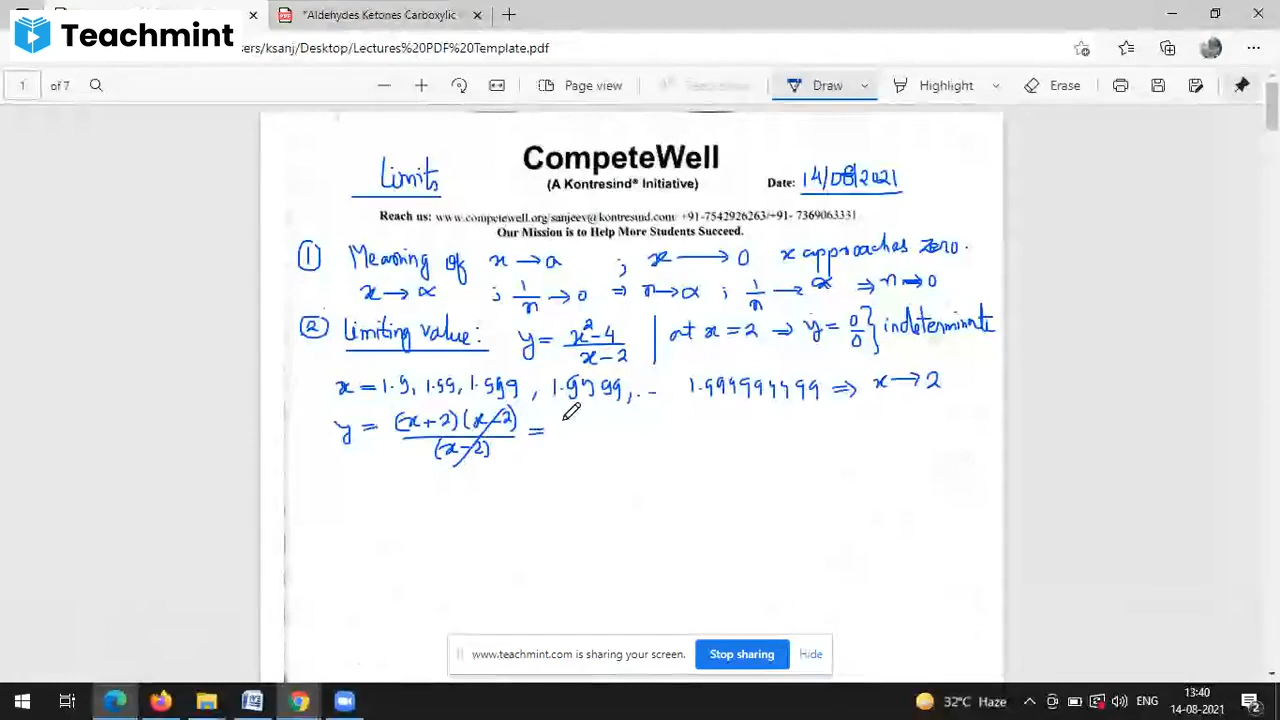 Teachmint
*Aldehydes Ketones Carboxylic
ksanj/Desktop/Lectures%20PDF%20Template.pdf
1 of 7 Page view Draw Highlight Erase
Limits
CompeteWell
(A Kontresind® Initiative)
Date: 14/08/2021
Reach us: www.competewell.org/sanjeev@kontresind.com/ +91-7542926263/+91- 7369063331
Our Mission is to Help More Students Succeed.
① Meaning of x → a ; x → 0 x approaches zero.
x → ∝ ; 1/n → 0 ⇒ n → ∝ ; 1/n → ∝ ⇒ n → 0
② Limiting value: y = x²-4/x-2 | at x = 2 ⇒ y = 0/0 } indeterminate
x = 1.9, 1.99, 1.999, 1.9999, .. 1.999999999 ⇒ x → 2
y = (x+2)(x-2)/(x-2) =
www.teachmint.com is sharing your screen. Stop sharing Hide
32°C Haze ENG 13:40
14-08-2021
2